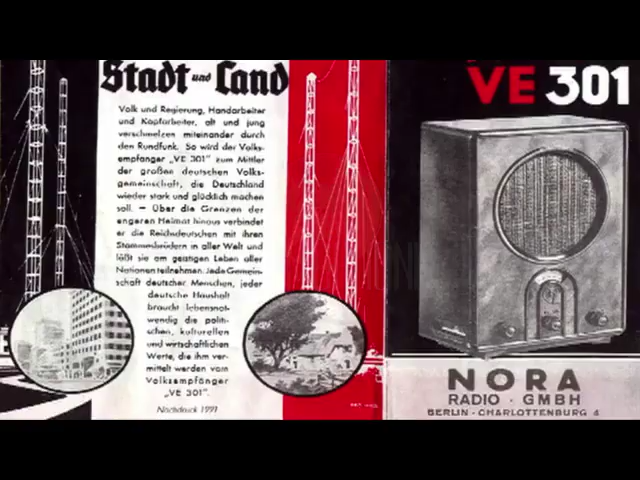 Stadt und Land
Volk und Regierung, Handarbeiter
und Kopfarbeiter, alt und jung
verschmelzen miteinander durch
den Rundfunk. So wird der Volks-
empfänger „VE 301" zum Mittler
der großen deutschen Volks-
gemeinschaft, die Deutschland
wieder stark und glücklich machen
soll. — Über die Grenzen der
engeren Heimat hinaus verbindet
er die Reichsdeutschen mit ihren
Stammesbrüdern in aller Welt und
läßt sie am geistigen Leben aller
Nationen teilnehmen. Jede Gemein-
schaft deutscher Menschen, jeder
deutsche Haushalt
braucht lebensnot-
wendig die politi-
schen, kulturellen
und wirtschaftlichen
Werte, die ihm ver-
mittelt werden vom
Volksempfänger
„VE 301".
Nachdruck 1991
VE 301
NORA
RADIO · GMBH
BERLIN-CHARLOTTENBURG 4